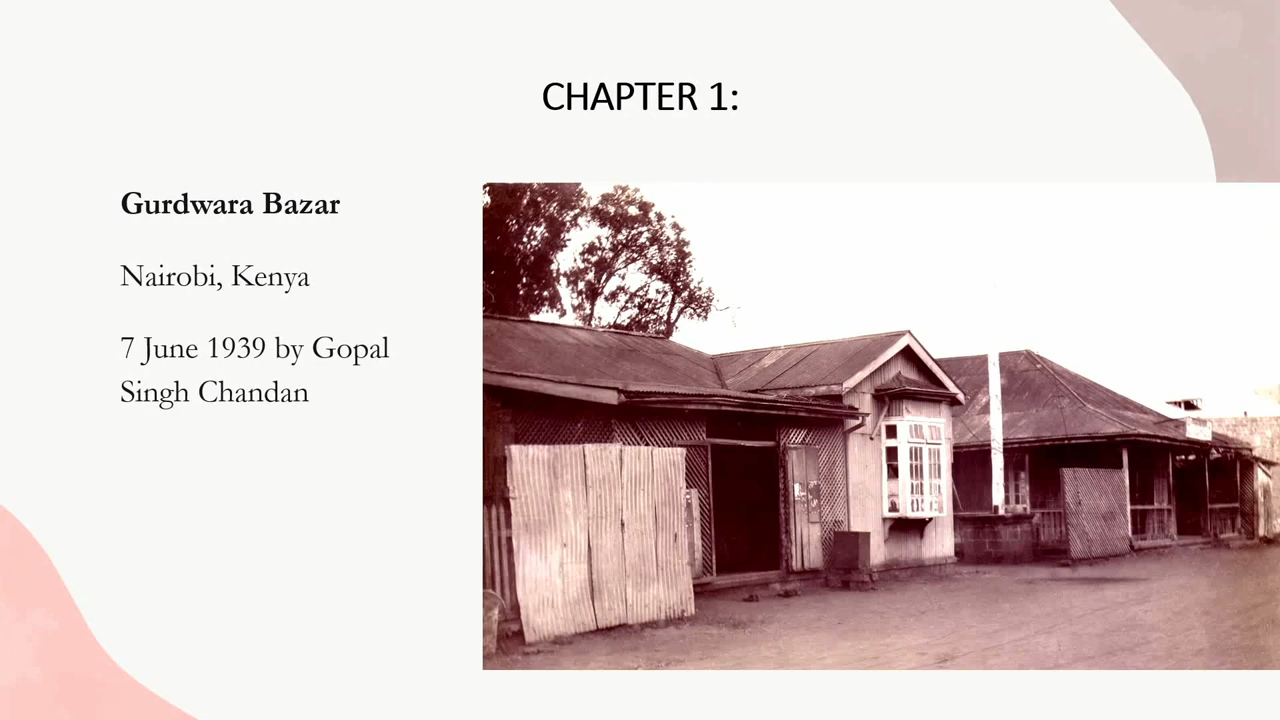 CHAPTER 1:
Gurdwara Bazar
Nairobi, Kenya
7 June 1939 by Gopal
Singh Chandan